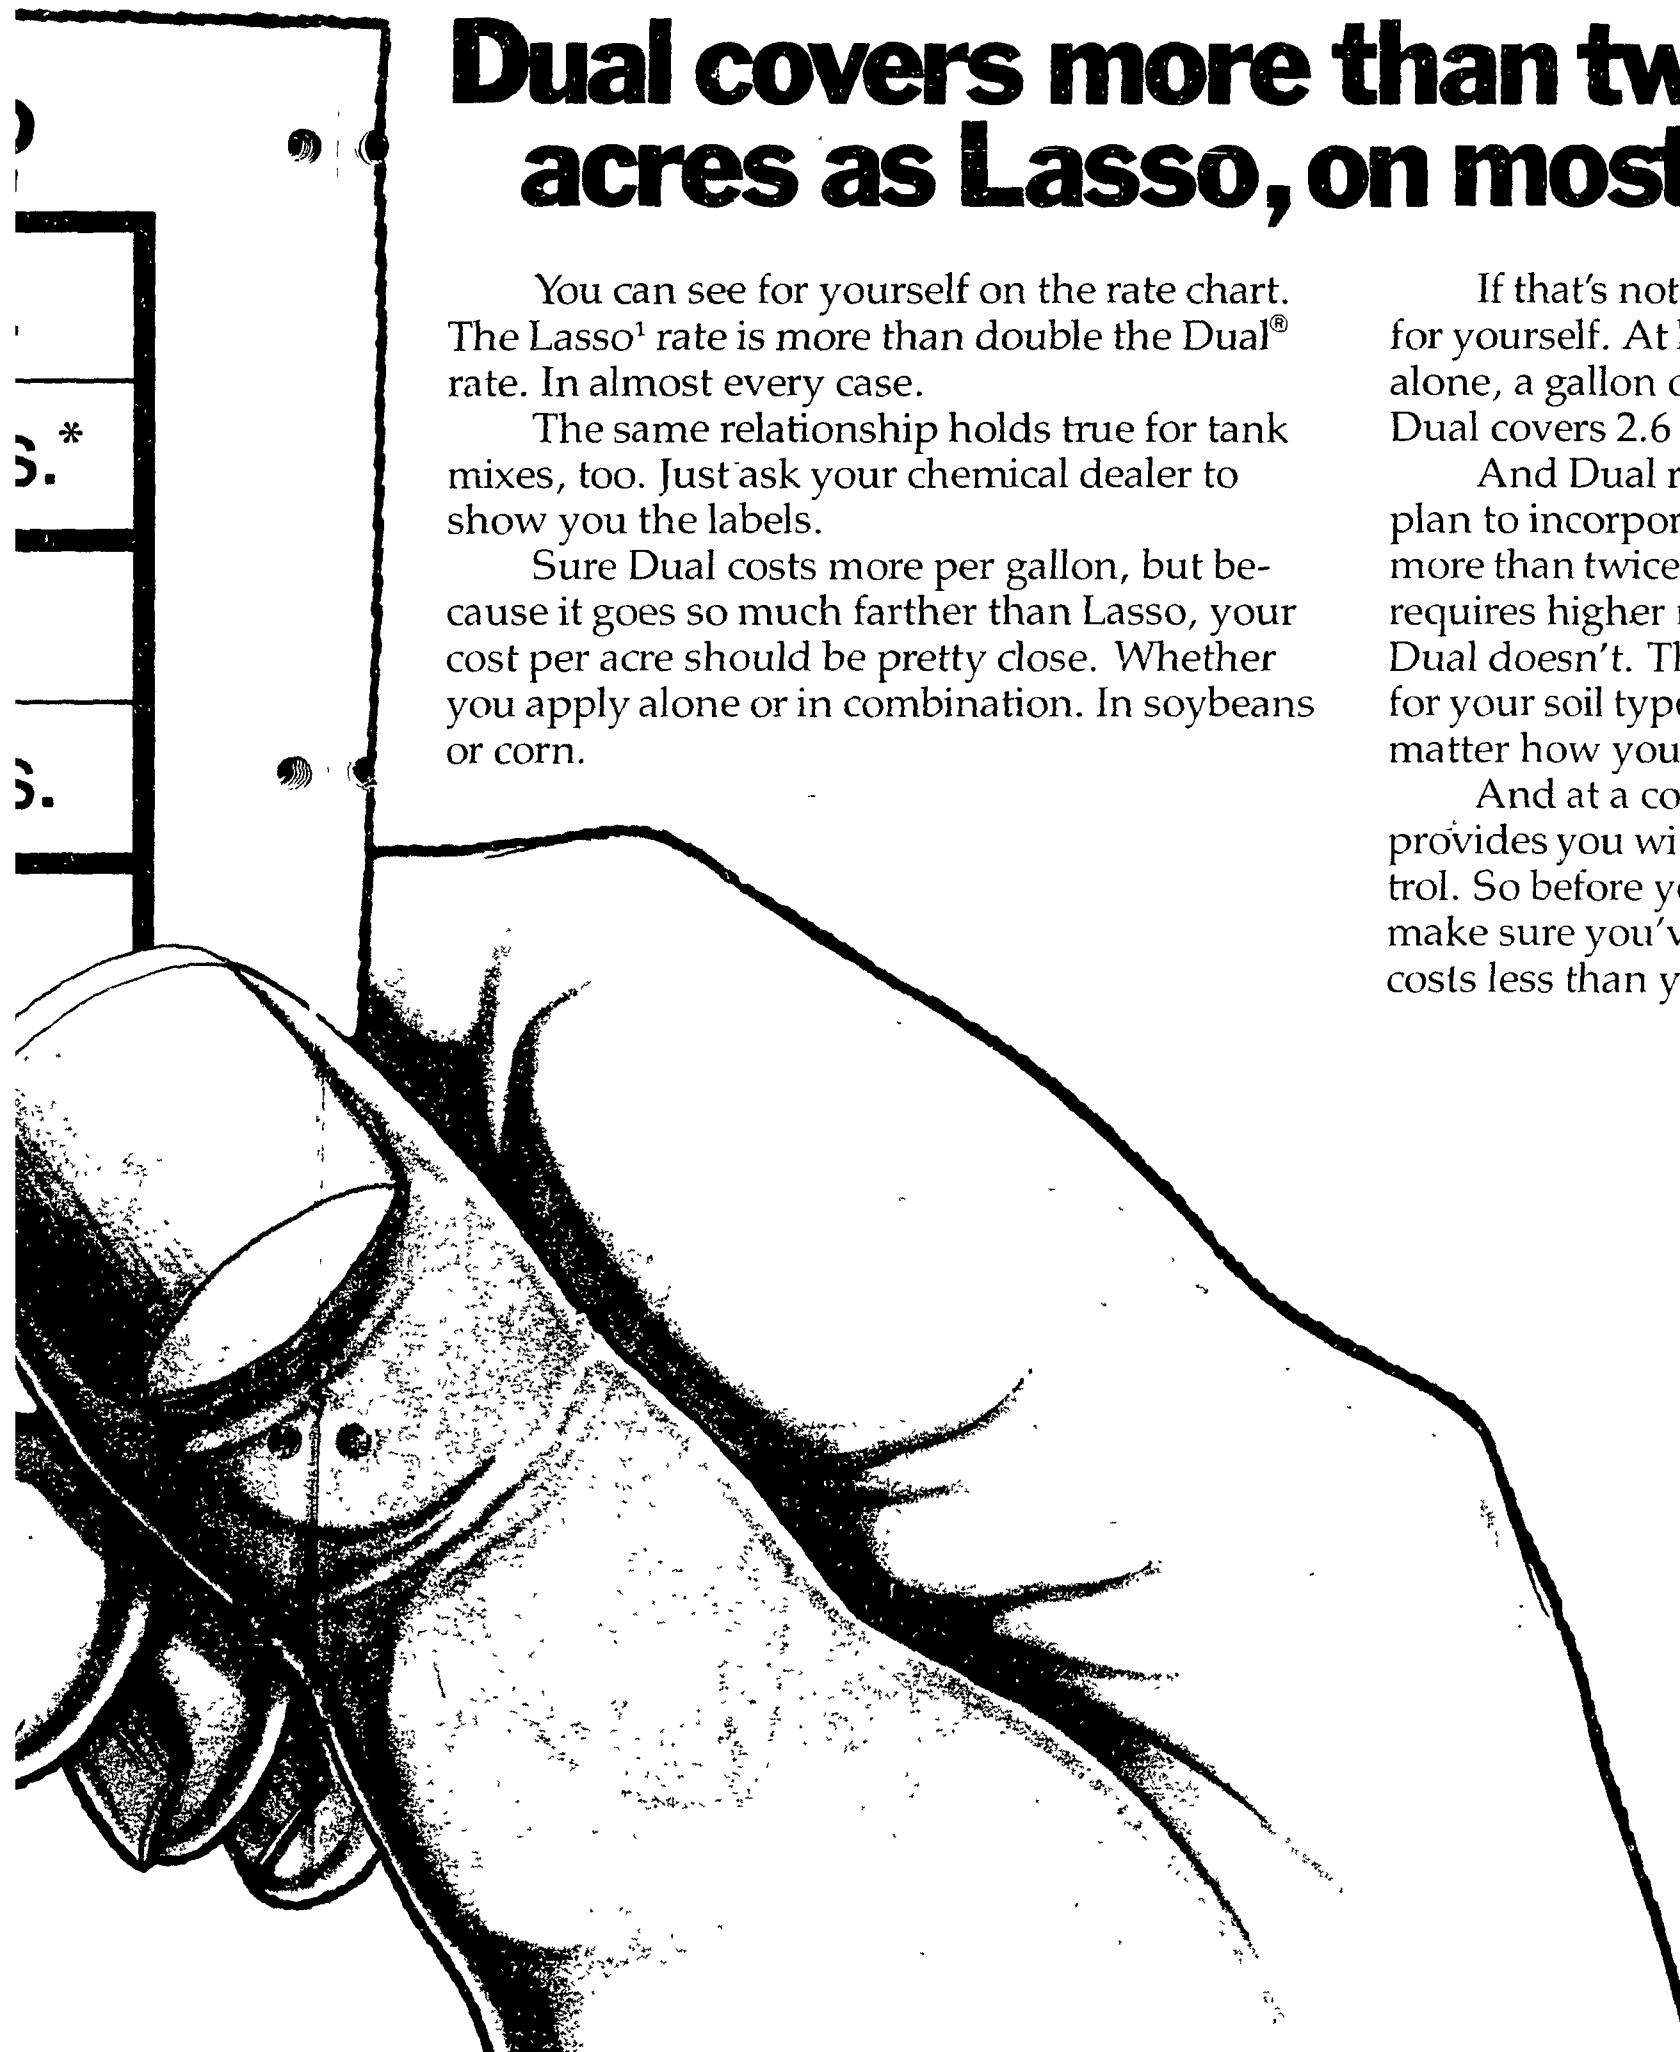 Dual covers more than
acres as Lasso, on most
You can see for yourself on the rate chart.
The Lasso¹ rate is more than double the Dual®
rate. In almost every case.
The same relationship holds true for tank
mixes, too. Just ask your chemical dealer to
show you the labels.
Sure Dual costs more per gallon, but be-
cause it goes so much farther than Lasso, your
cost per acre should be pretty close. Whether
you apply alone or in combination. In soybeans
or corn.
If that's not
for yourself. At
alone, a gallon
Dual covers 2.6
And Dual
plan to
more than twice
requires higher
Dual doesn't.
for your soil
matter how you
And at a
provides you
trol. So before
make sure
costs less than